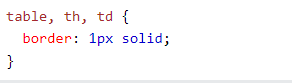 table, th, td {
  border: 1px solid;
}